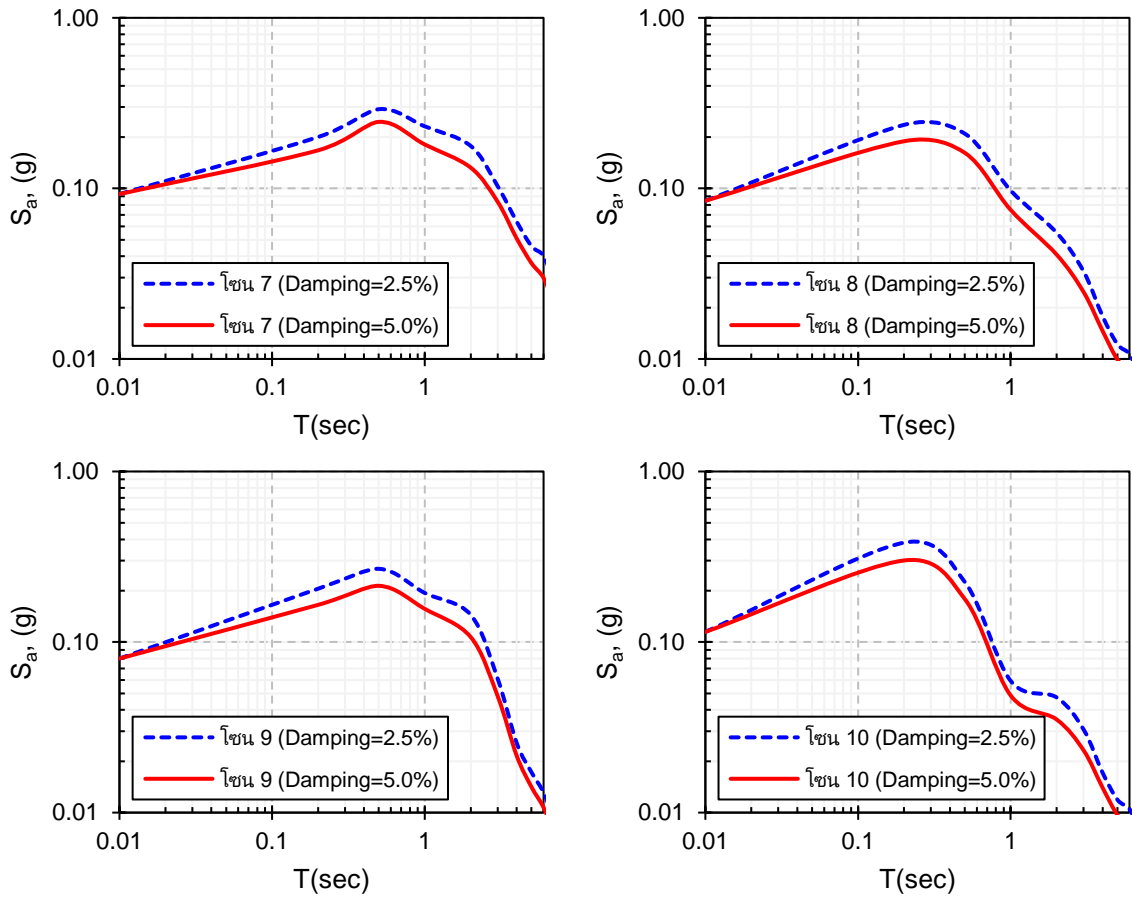 1.00
0.10
0.01
Sa, (g)
0.01
0.1
1
T(sec)
โซน 7 (Damping=2.5%)
โซน 7 (Damping=5.0%)
1.00
0.10
0.01
Sa, (g)
0.01
0.1
1
T(sec)
โซน 8 (Damping=2.5%)
โซน 8 (Damping=5.0%)
1.00
0.10
0.01
Sa, (g)
0.01
0.1
1
T(sec)
โซน 9 (Damping=2.5%)
โซน 9 (Damping=5.0%)
1.00
0.10
0.01
Sa, (g)
0.01
0.1
1
T(sec)
โซน 10 (Damping=2.5%)
โซน 10 (Damping=5.0%)